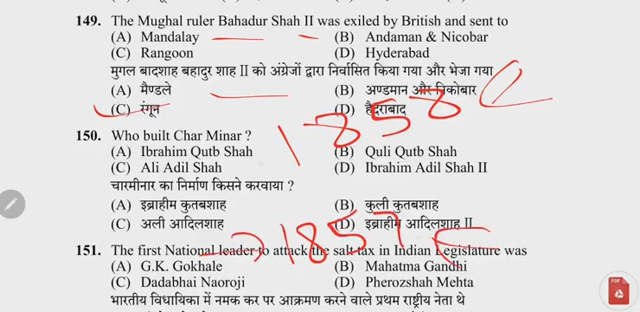 149. The Mughal ruler Bahadur Shah II was exiled by British and sent to
(A) Mandalay (B) Andaman & Nicobar
(C) Rangoon (D) Hyderabad
मुगल बादशाह बहादुर शाह II को अंग्रेजों द्वारा निर्वासित किया गया और भेजा गया
(A) मैण्डले (B) अण्डमान और निकोबार
(C) रंगून (D) हैदराबाद
1858
150. Who built Char Minar ?
(A) Ibrahim Qutb Shah (B) Quli Qutb Shah
(C) Ali Adil Shah (D) Ibrahim Adil Shah II
चारमीनार का निर्माण किसने करवाया ?
(A) इब्राहीम कुतबशाह (B) कुली कुतबशाह
(C) अली आदिलशाह (D) इब्राहीम आदिलशाह II
1857
151. The first National leader to attack the salt tax in Indian Legislature was
(A) G.K. Gokhale (B) Mahatma Gandhi
(C) Dadabhai Naoroji (D) Pherozshah Mehta
भारतीय विधायिका में नमक कर पर आक्रमण करने वाले प्रथम राष्ट्रीय नेता थे
PDF